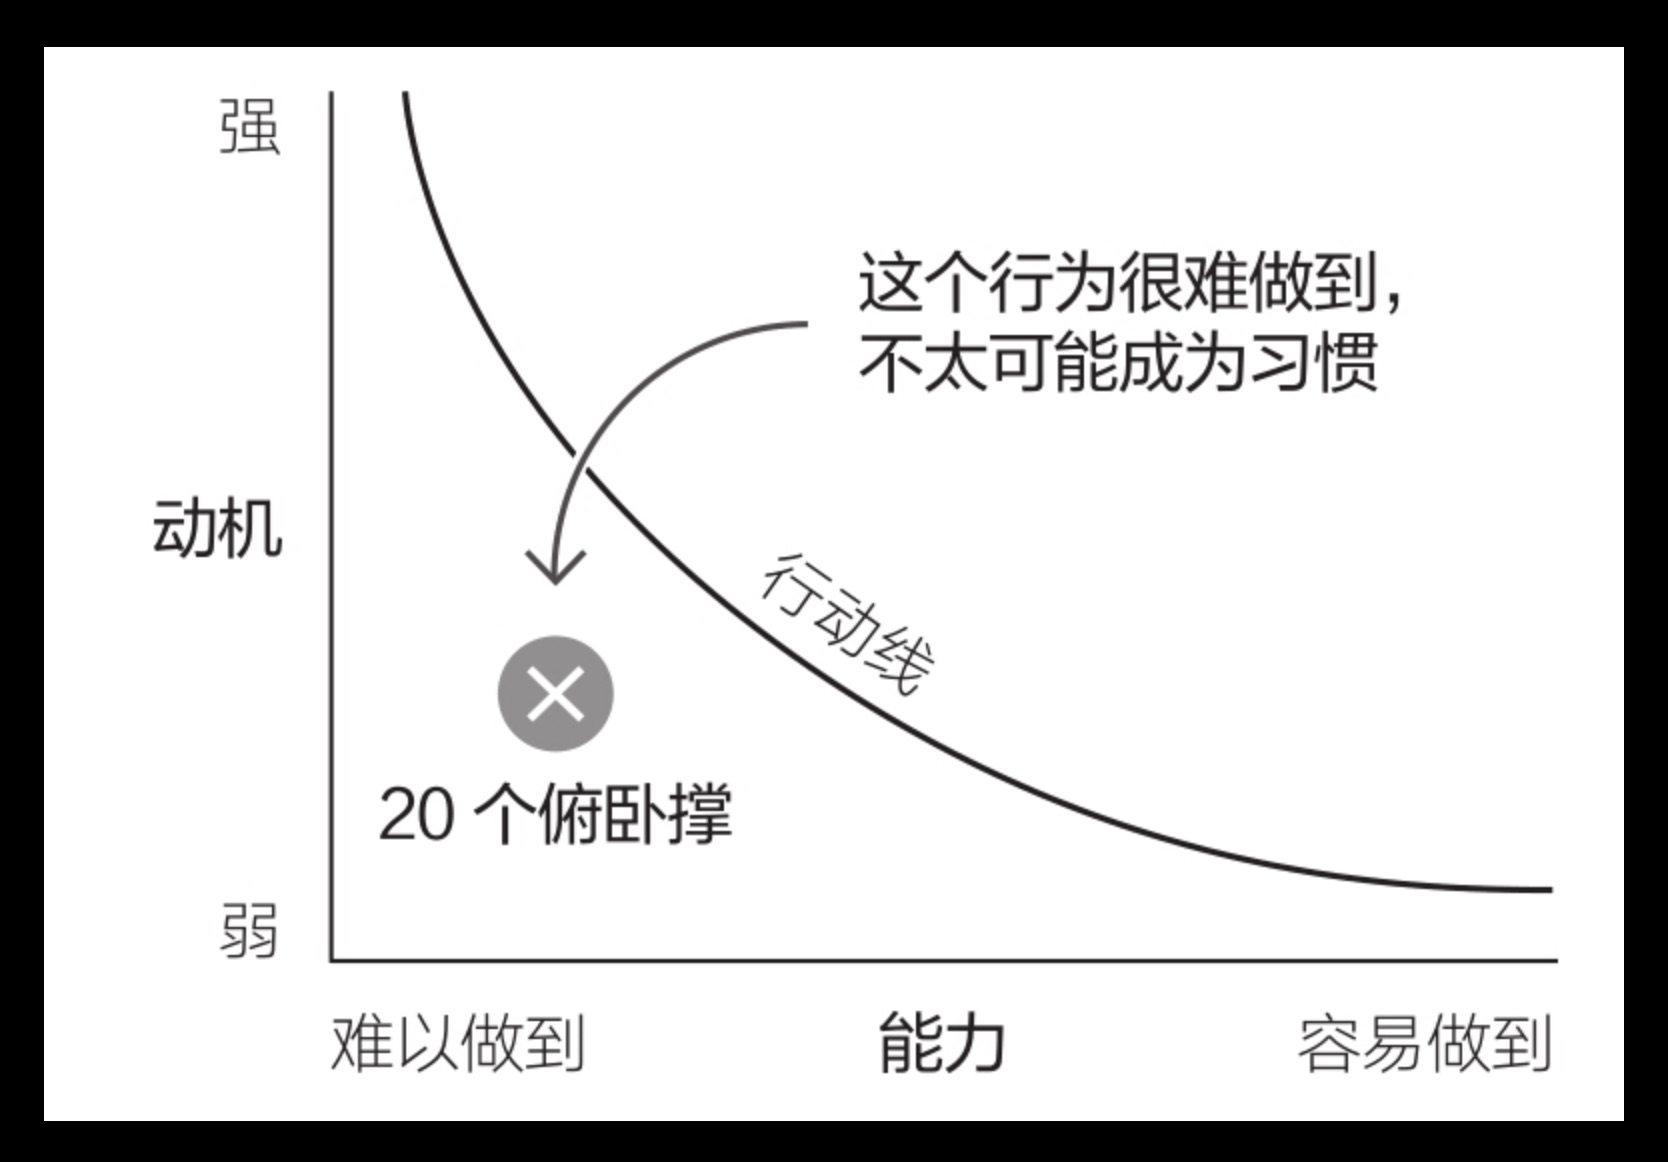 强
这个行为很难做到，
不太可能成为习惯
动机
行动线
20 个俯卧撑
弱
难以做到
能力
容易做到